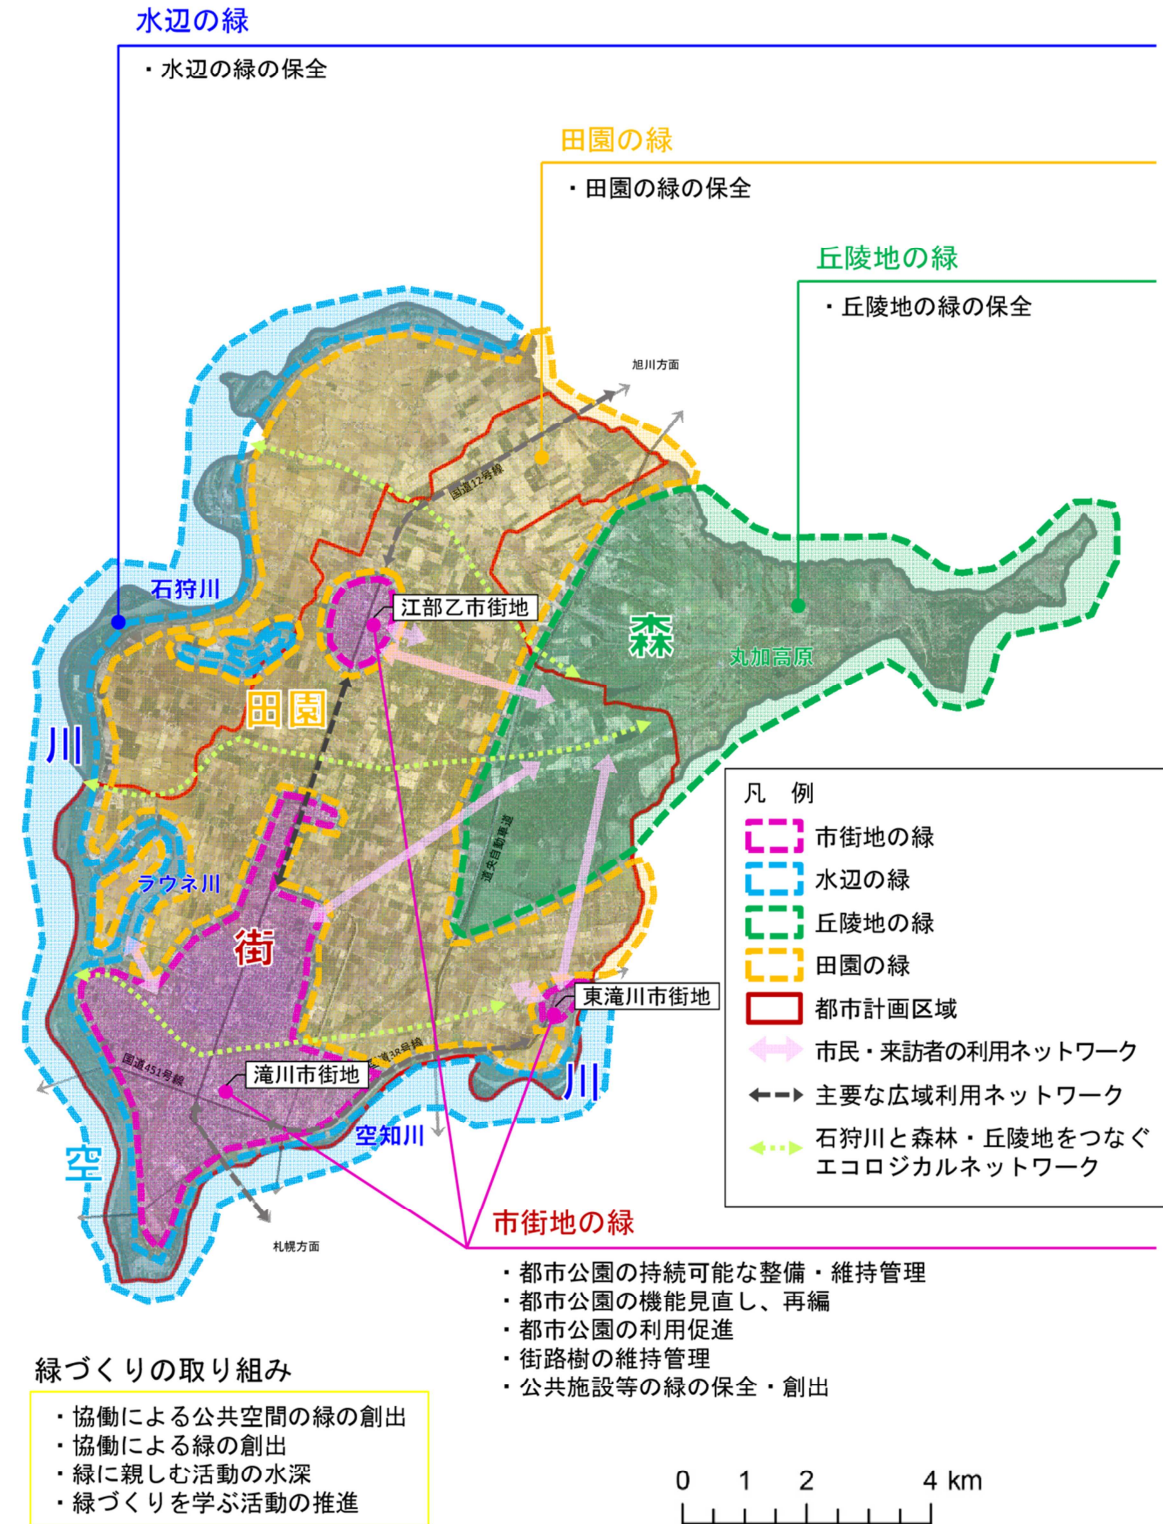 水辺の緑
・水辺の緑の保全
田園の緑
・田園の緑の保全
丘陵地の緑
・丘陵地の緑の保全
旭川方面
国道12号線
石狩川
江部乙市街地
森
丸加高原
田園
川
道央自動車道
ラウネ川
街
東滝川市街地
国道38号線
国道451号線
滝川市街地
川
空知川
空
札幌方面
凡 例
市街地の緑
水辺の緑
丘陵地の緑
田園の緑
都市計画区域
市民・来訪者の利用ネットワーク
主要な広域利用ネットワーク
石狩川と森林・丘陵地をつなぐ
エコロジカルネットワーク
市街地の緑
・都市公園の持続可能な整備・維持管理
・都市公園の機能見直し、再編
・都市公園の利用促進
・街路樹の維持管理
・公共施設等の緑の保全・創出
緑づくりの取り組み
・協働による公共空間の緑の創出
・協働による緑の創出
・緑に親しむ活動の水深
・緑づくりを学ぶ活動の推進
0 1 2 4 km